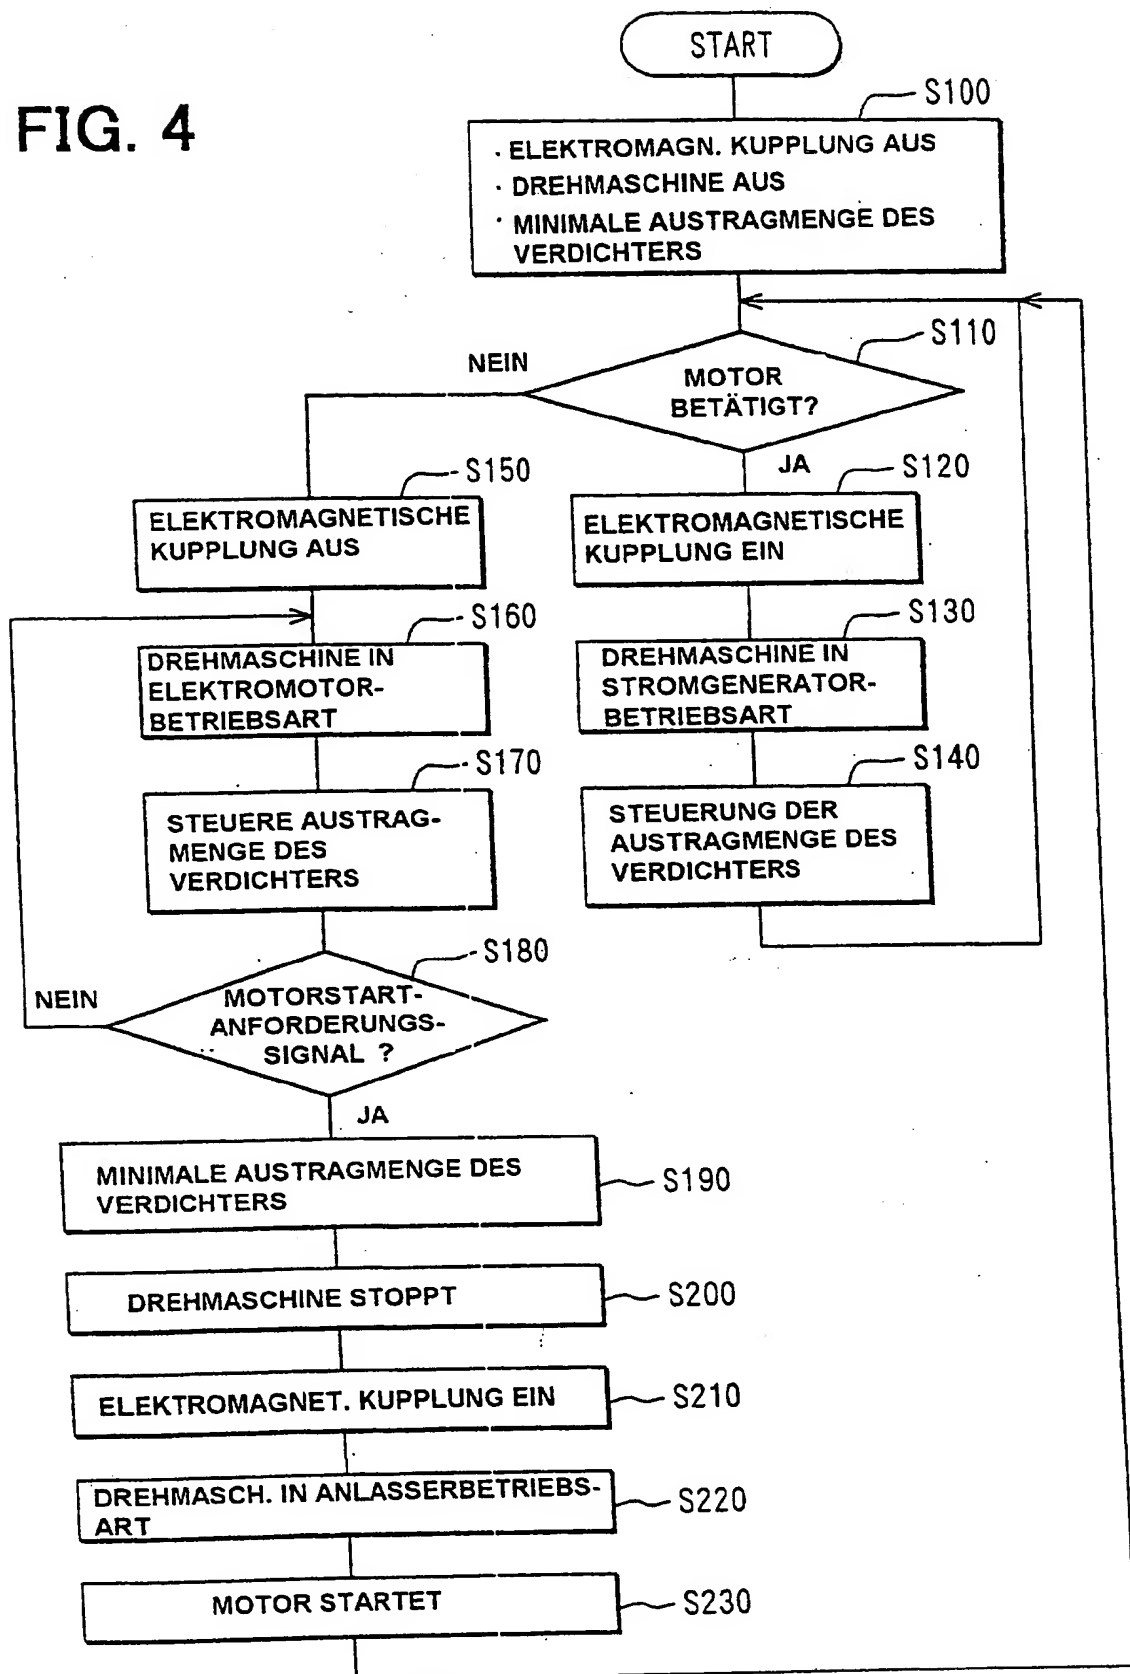 START
FIG. 4
S100
· ELEKTROMAGN. KUPPLUNG AUS
· DREHMASCHINE AUS
· MINIMALE AUSTRAGMENGE DES
VERDICHTERS
S110
NEIN
MOTOR
BETÄTIGT?
JA
S150
ELEKTROMAGNETISCHE
KUPPLUNG AUS
S120
ELEKTROMAGNETISCHE
KUPPLUNG EIN
S160
DREHMASCHINE IN
ELEKTROMOTOR-
BETRIEBSART
S130
DREHMASCHINE IN
STROMGENERATOR-
BETRIEBSART
S170
STEUERE AUSTRAG-
MENGE DES
VERDICHTERS
S140
STEUERUNG DER
AUSTRAGMENGE DES
VERDICHTERS
S180
NEIN
MOTORSTART-
ANFORDERUNGS-
SIGNAL ?
JA
MINIMALE AUSTRAGMENGE DES
VERDICHTERS
S190
DREHMASCHINE STOPPT
S200
ELEKTROMAGNET. KUPPLUNG EIN
S210
DREHMASCH. IN ANLASSERBETRIEBS-
ART
S220
MOTOR STARTET
S230